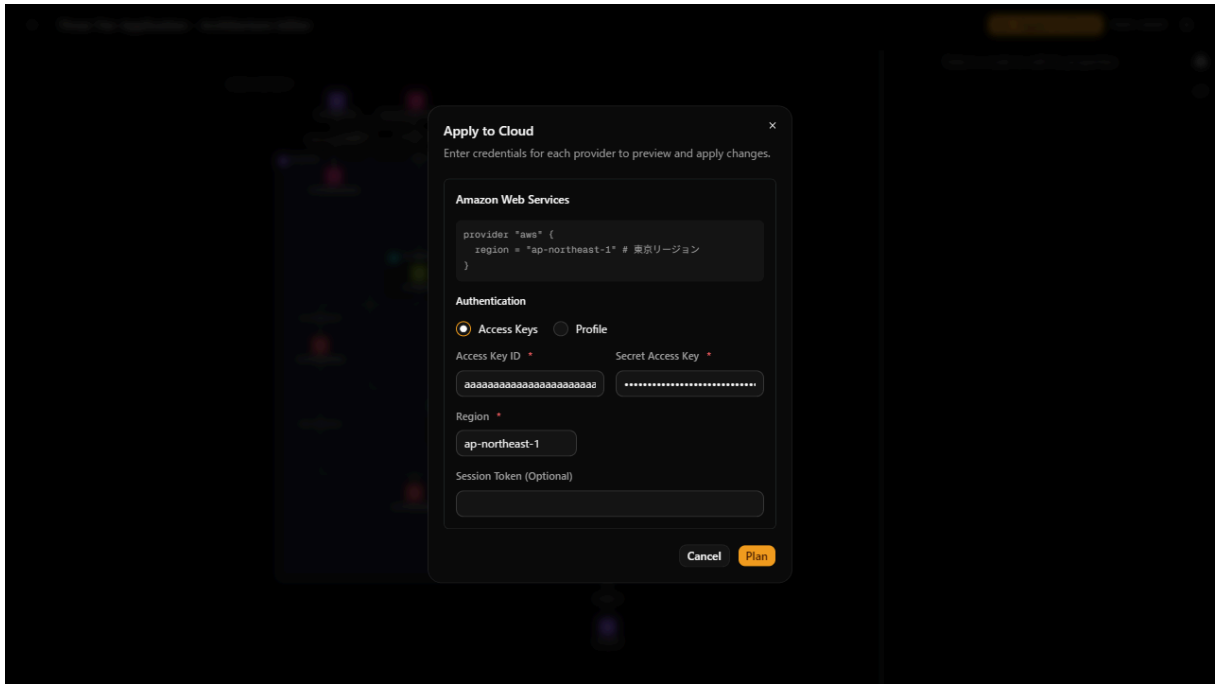 Apply to Cloud
Enter credentials for each provider to preview and apply changes.
Amazon Web Services
provider "aws" {
region = "ap-northeast-1" # 東京リージョン
}
Authentication
Access Keys Profile
Access Key ID * Secret Access Key *
aaaaaaaaaaaaaaaaaaaaaaa ••••••••••••••••••••••••••••
Region *
ap-northeast-1
Session Token (Optional)
Cancel Plan